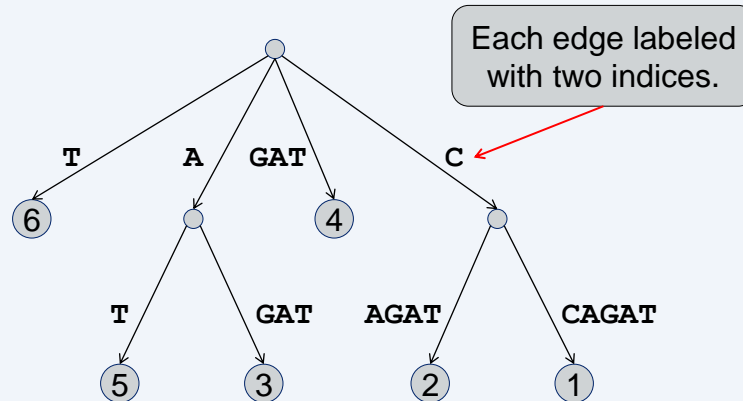 Each edge labeled
with two indices.
T A GAT C
6 4
T GAT AGAT CAGAT
5 3 2 1